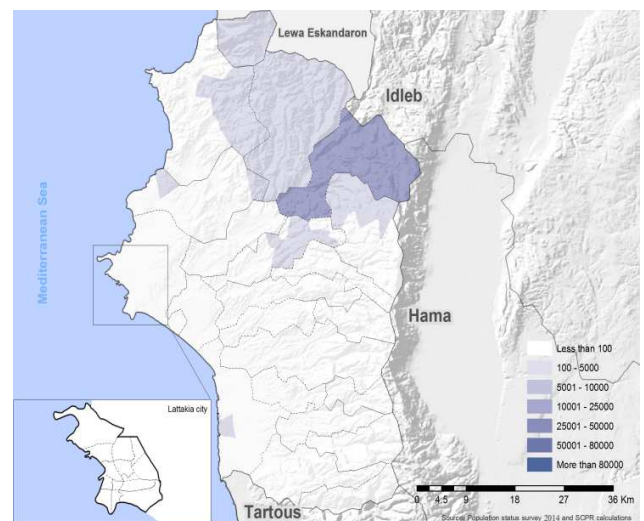 Lewa Eskandaron
Idleb
Mediterranean Sea
Hama
Less than 100
100 - 5000
5001 - 10000
10001 - 25000
25001 - 50000
50001 - 80000
More than 80000
Lattakia city
0 4.5 9 18 27 36 Km
Tartous
Source: Population status survey 2014 and SCPR calculations